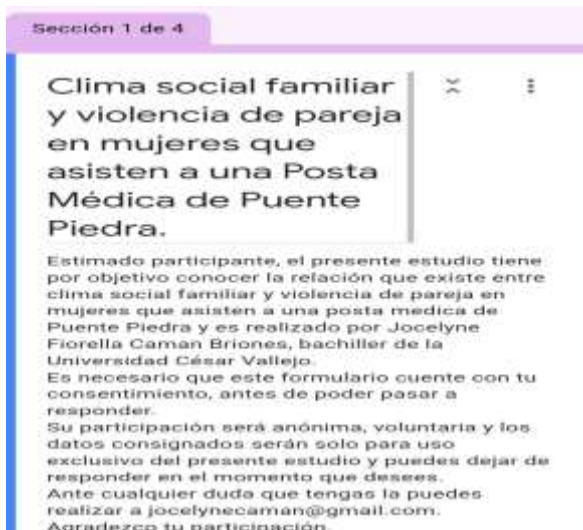 Sección 1 de 4
Clima social familiar
y violencia de pareja
en mujeres que
asisten a una Posta
Médica de Puente
Piedra.
Estimado participante, el presente estudio tiene
por objetivo conocer la relación que existe entre
clima social familiar y violencia de pareja en
mujeres que asisten a una posta medica de
Puente Piedra y es realizado por Jocelyne
Fiorella Caman Briones, bachiller de la
Universidad César Vallejo.
Es necesario que este formulario cuente con tu
consentimiento, antes de poder pasar a
responder.
Su participación será anónima, voluntaria y los
datos consignados serán solo para uso
exclusivo del presente estudio y puedes dejar de
responder en el momento que desees.
Ante cualquier duda que tengas la puedes
realizar a jocelynecaman@gmail.com.
Agradezco tu participación.